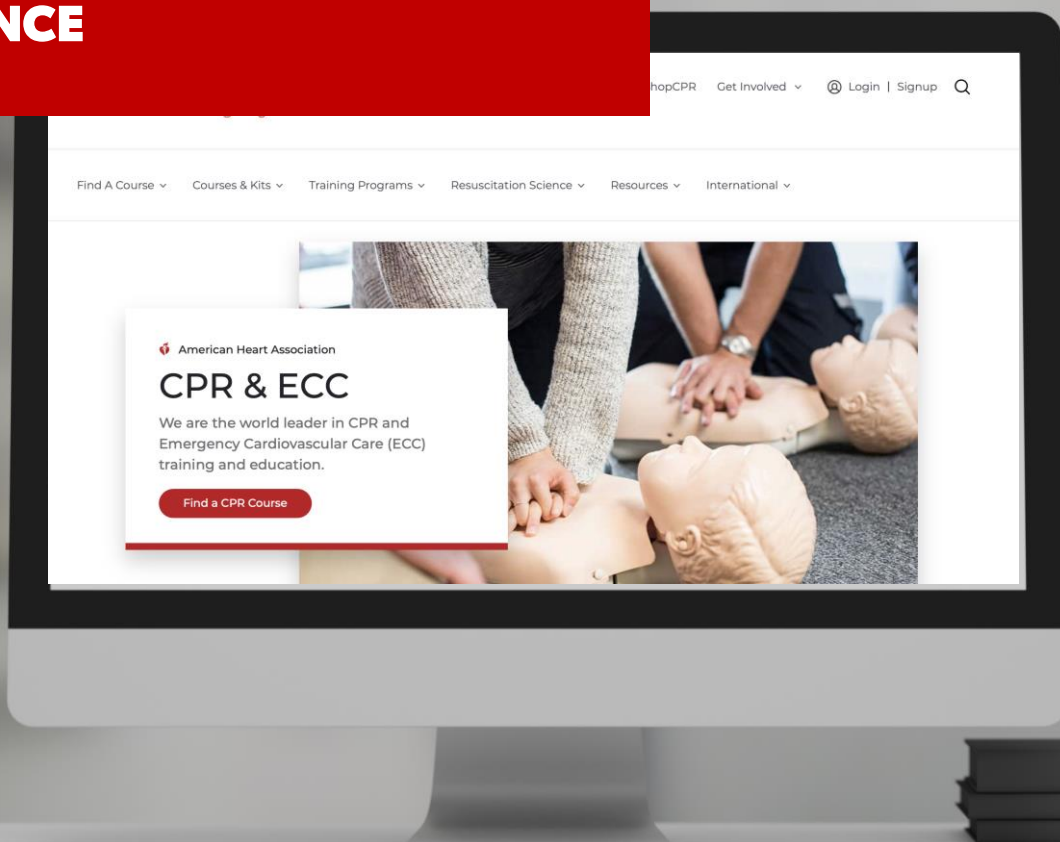 NCE
hopCPR Get Involved Login | Signup
Find A Course Courses & Kits Training Programs Resuscitation Science Resources International
American Heart Association
CPR & ECC
We are the world leader in CPR and
Emergency Cardiovascular Care (ECC)
training and education.
Find a CPR Course